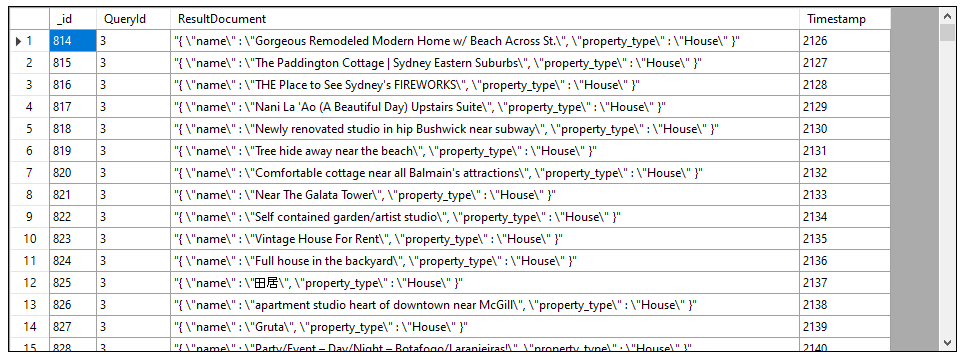 _id QueryId ResultDocument Timestamp
1 814 3 "{ \"name\" : \"Gorgeous Remodeled Modern Home w/ Beach Across St.\", \"property_type\" : \"House\" }" 2126
2 815 3 "{ \"name\" : \"The Paddington Cottage | Sydney Eastern Suburbs\", \"property_type\" : \"House\" }" 2127
3 816 3 "{ \"name\" : \"THE Place to See Sydney's FIREWORKS\", \"property_type\" : \"House\" }" 2128
4 817 3 "{ \"name\" : \"Nani La 'Ao (A Beautiful Day) Upstairs Suite\", \"property_type\" : \"House\" }" 2129
5 818 3 "{ \"name\" : \"Newly renovated studio in hip Bushwick near subway\", \"property_type\" : \"House\" }" 2130
6 819 3 "{ \"name\" : \"Tree hide away near the beach\", \"property_type\" : \"House\" }" 2131
7 820 3 "{ \"name\" : \"Comfortable cottage near all Balmain's attractions\", \"property_type\" : \"House\" }" 2132
8 821 3 "{ \"name\" : \"Near The Galata Tower\", \"property_type\" : \"House\" }" 2133
9 822 3 "{ \"name\" : \"Self contained garden/artist studio\", \"property_type\" : \"House\" }" 2134
10 823 3 "{ \"name\" : \"Vintage House For Rent\", \"property_type\" : \"House\" }" 2135
11 824 3 "{ \"name\" : \"Full house in the backyard\", \"property_type\" : \"House\" }" 2136
12 825 3 "{ \"name\" : \"田居\", \"property_type\" : \"House\" }" 2137
13 826 3 "{ \"name\" : \"apartment studio heart of downtown near McGill\", \"property_type\" : \"House\" }" 2138
14 827 3 "{ \"name\" : \"Gruta\", \"property_type\" : \"House\" }" 2139
15 828 3 "{ \"name\" : \"Party/Event – Day/Night – Botafogo/Laranjeiras!\", \"property_type\" : \"House\" }" 2140